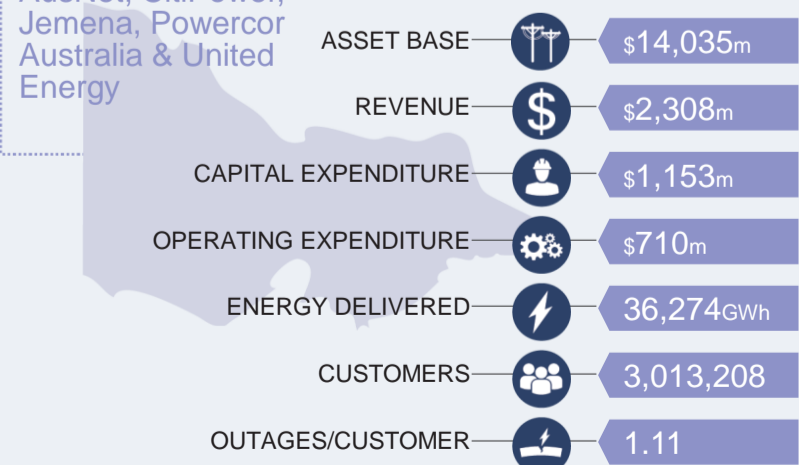 Jemena, Powercor
Australia & United
Energy
ASSET BASE $14,035m
REVENUE $2,308m
CAPITAL EXPENDITURE $1,153m
OPERATING EXPENDITURE $710m
ENERGY DELIVERED 36,274GWh
CUSTOMERS 3,013,208
OUTAGES/CUSTOMER 1.11